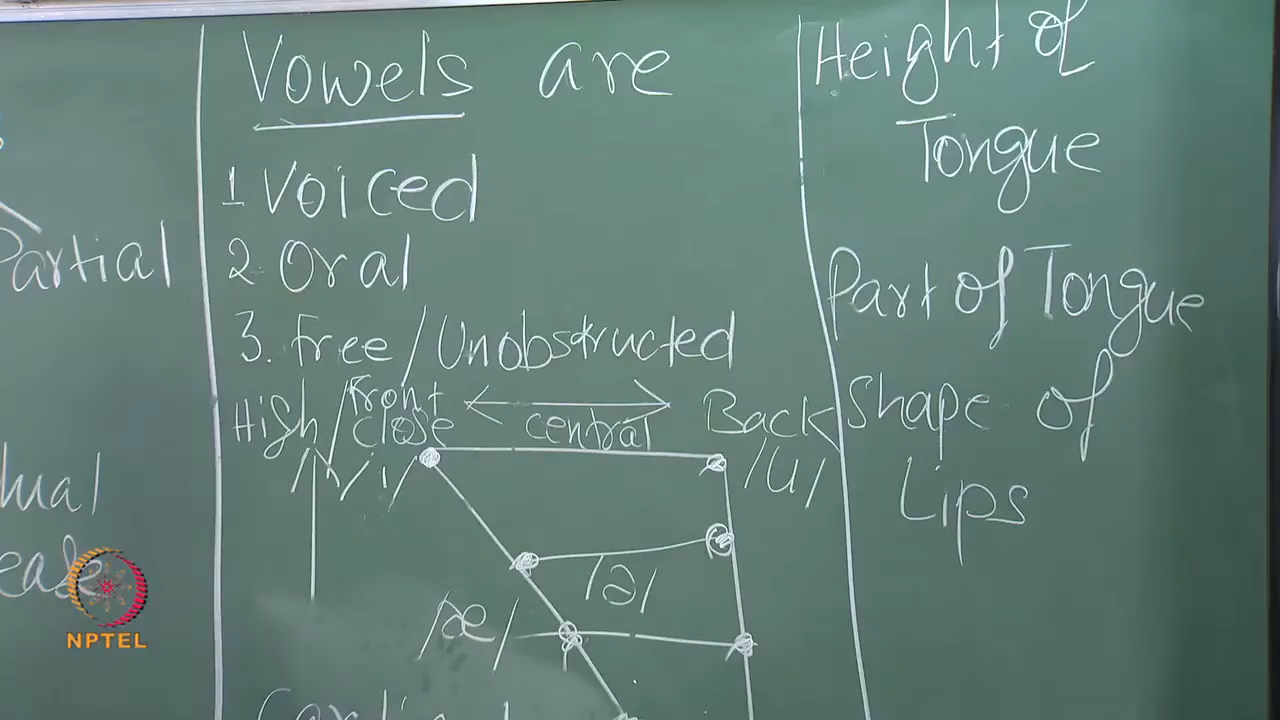 Partial
Vowels are
1 Voiced
2. Oral
3. Free/Unobstructed
High/Front
close
central
Back
/i/
/u/
/ə/
/æ/
Height of
Tongue
Part of Tongue
Shape of
Lips
NPTEL